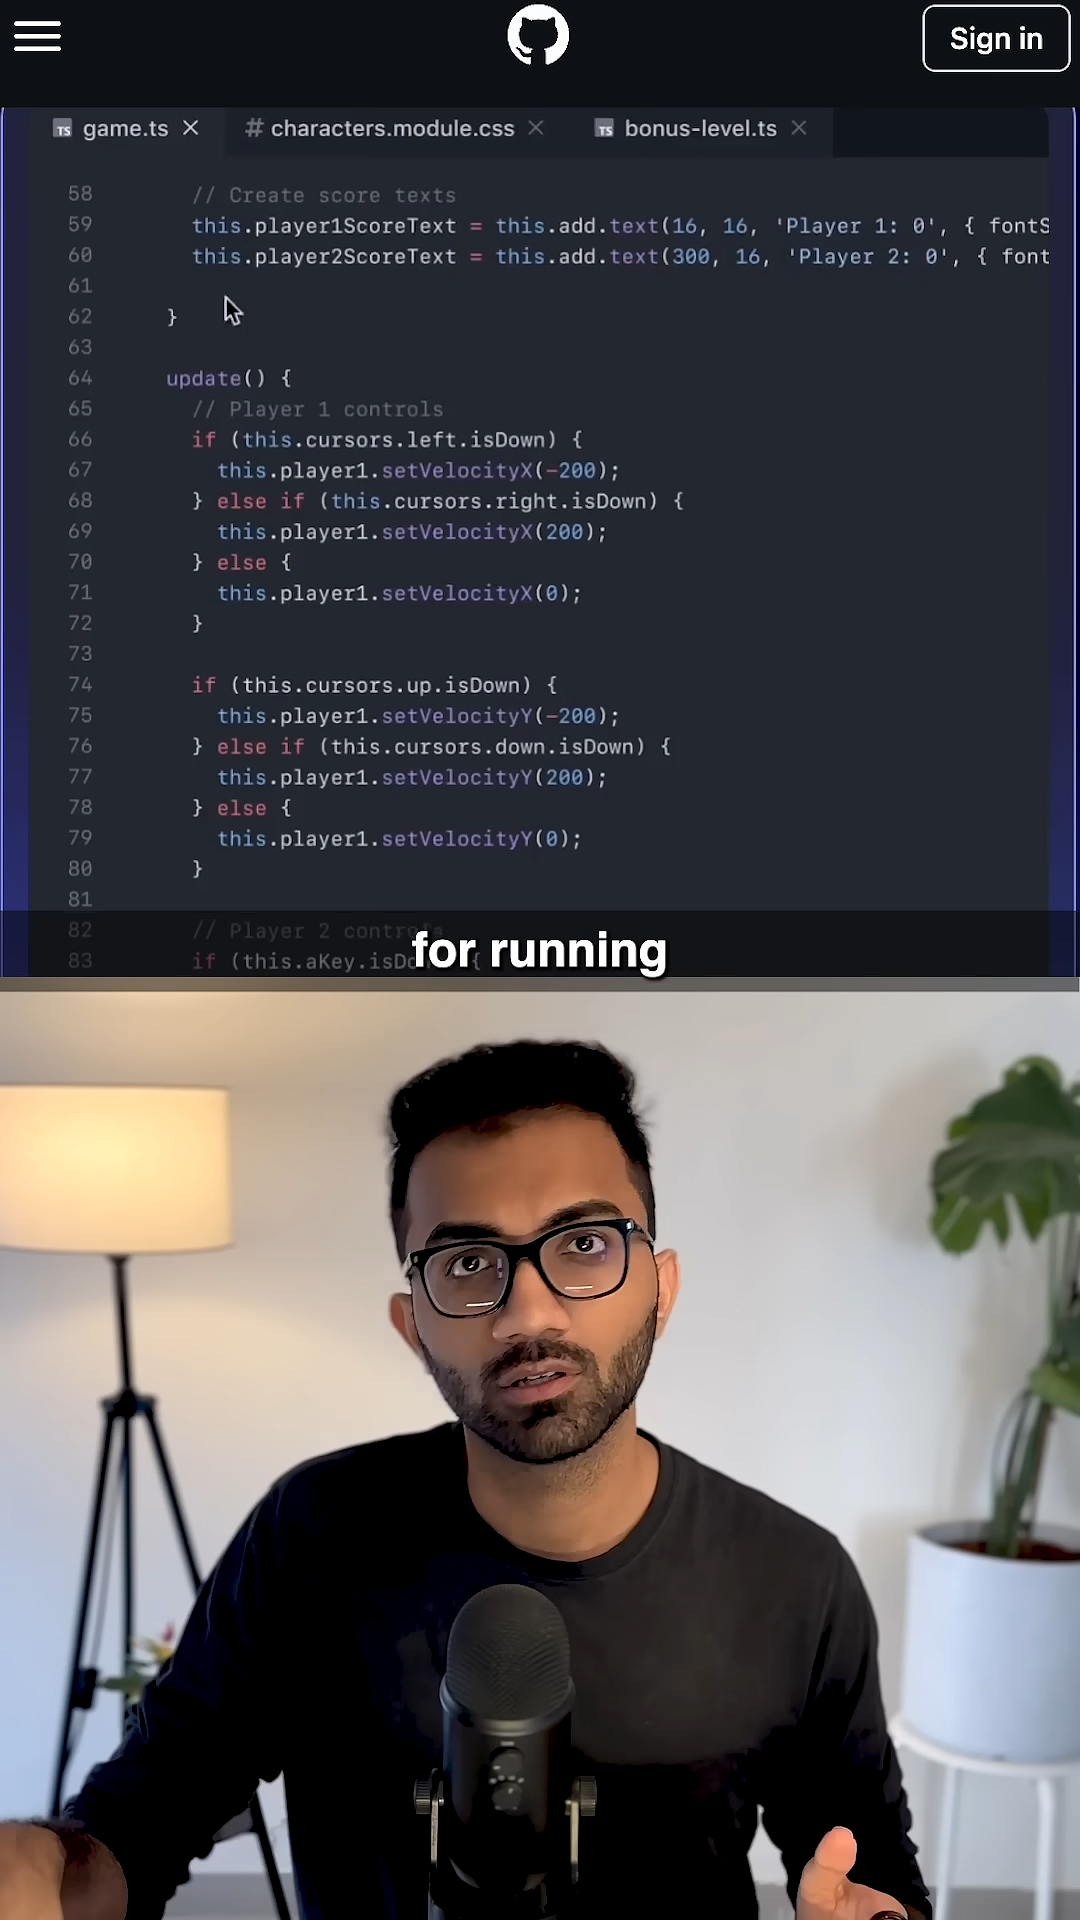 Sign in
game.ts
# characters.module.css
TS bonus-level.ts
58 // Create score texts
59 this.player1ScoreText = this.add.text(16, 16, 'Player 1: 0', { fontS
60 this.player2ScoreText = this.add.text(300, 16, 'Player 2: 0', { font
61
62 }
63
64 update() {
65 // Player 1 controls
66 if (this.cursors.left.isDown) {
67 this.player1.setVelocityX(-200);
68 } else if (this.cursors.right.isDown) {
69 this.player1.setVelocityX(200);
70 } else {
71 this.player1.setVelocityX(0);
72 }
73
74 if (this.cursors.up.isDown) {
75 this.player1.setVelocityY(-200);
76 } else if (this.cursors.down.isDown) {
77 this.player1.setVelocityY(200);
78 } else {
79 this.player1.setVelocityY(0);
80 }
81
82 // Player 2
83 if
for running